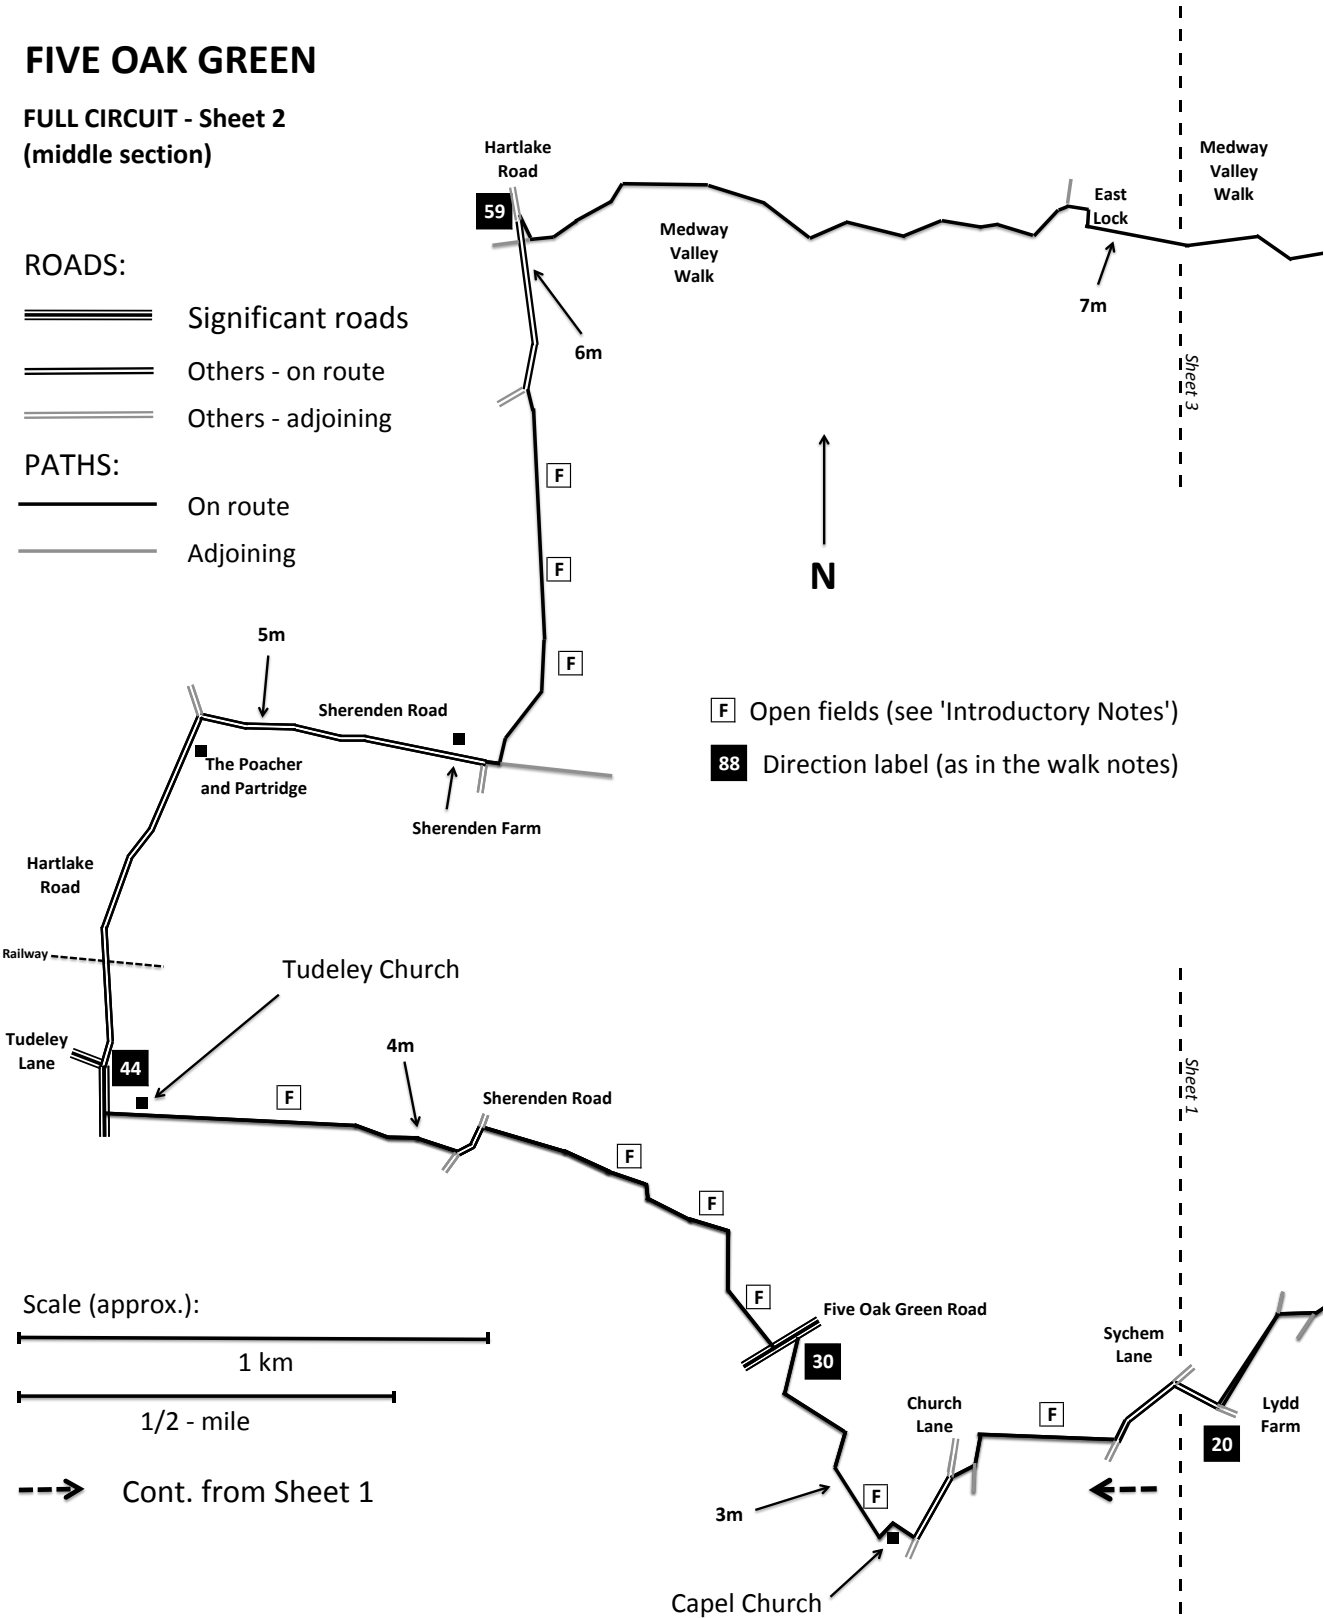 FIVE OAK GREEN
FULL CIRCUIT - Sheet 2
(middle section)
Hartlake
Road
59
Medway
Valley
Walk
East
Lock
Medway
Valley
Walk
7m
6m
Sheet 3
ROADS:
Significant roads
Others - on route
Others - adjoining
PATHS:
On route
Adjoining
F
F
F
N
5m
Sherenden Road
The Poacher
and Partridge
Sherenden Farm
F Open fields (see 'Introductory Notes')
88 Direction label (as in the walk notes)
Hartlake
Road
Railway
Tudeley Church
Tudeley
Lane
44
4m
F
Sherenden Road
Sheet 1
F
F
F
Five Oak Green Road
30
Scale (approx.):
1 km
1/2 - mile
Cont. from Sheet 1
Sychem
Lane
Church
Lane
F
Lydd
Farm
20
3m
F
Capel Church